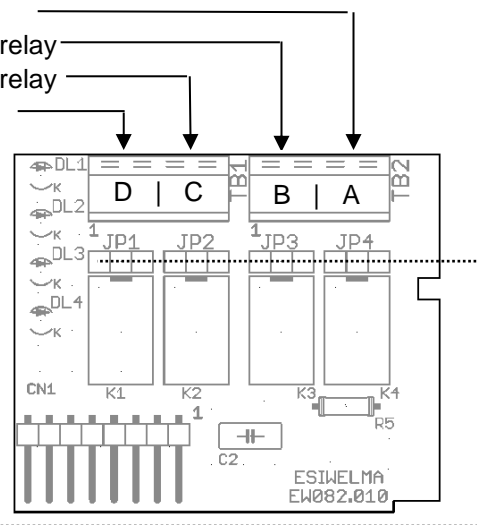 relay
relay
DL1
K
DL2
K
DL3
K
DL4
K
D | C
TB1
B | A
TB2
1
1
JP1 JP2 JP3 JP4
K1 K2 K3 K4
CN1
1
R5
C2
ESIWELMA
EW082.010